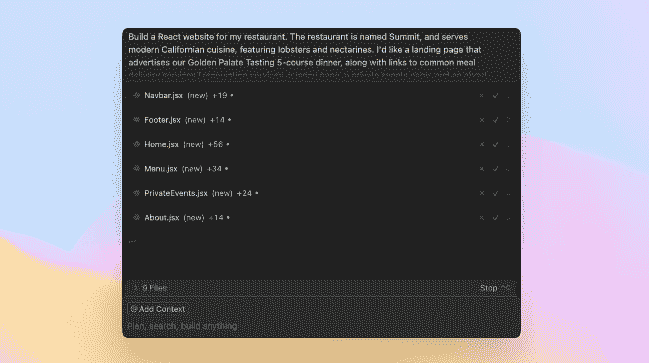 Build a React website for my restaurant. The restaurant is named Summit, and serves
modern Californian cuisine, featuring lobsters and nectarines. I'd like a landing page that
advertises our Golden Palate Tasting 5-course dinner, along with links to common meal
Navbar.jsx (new) +19 •
Footer.jsx (new) +14 •
Home.jsx (new) +56 •
Menu.jsx (new) +34 •
PrivateEvents.jsx (new) +24 •
About.jsx (new) +14 •
9 Files
Stop ^C
Add Context
Plan, search, build anything